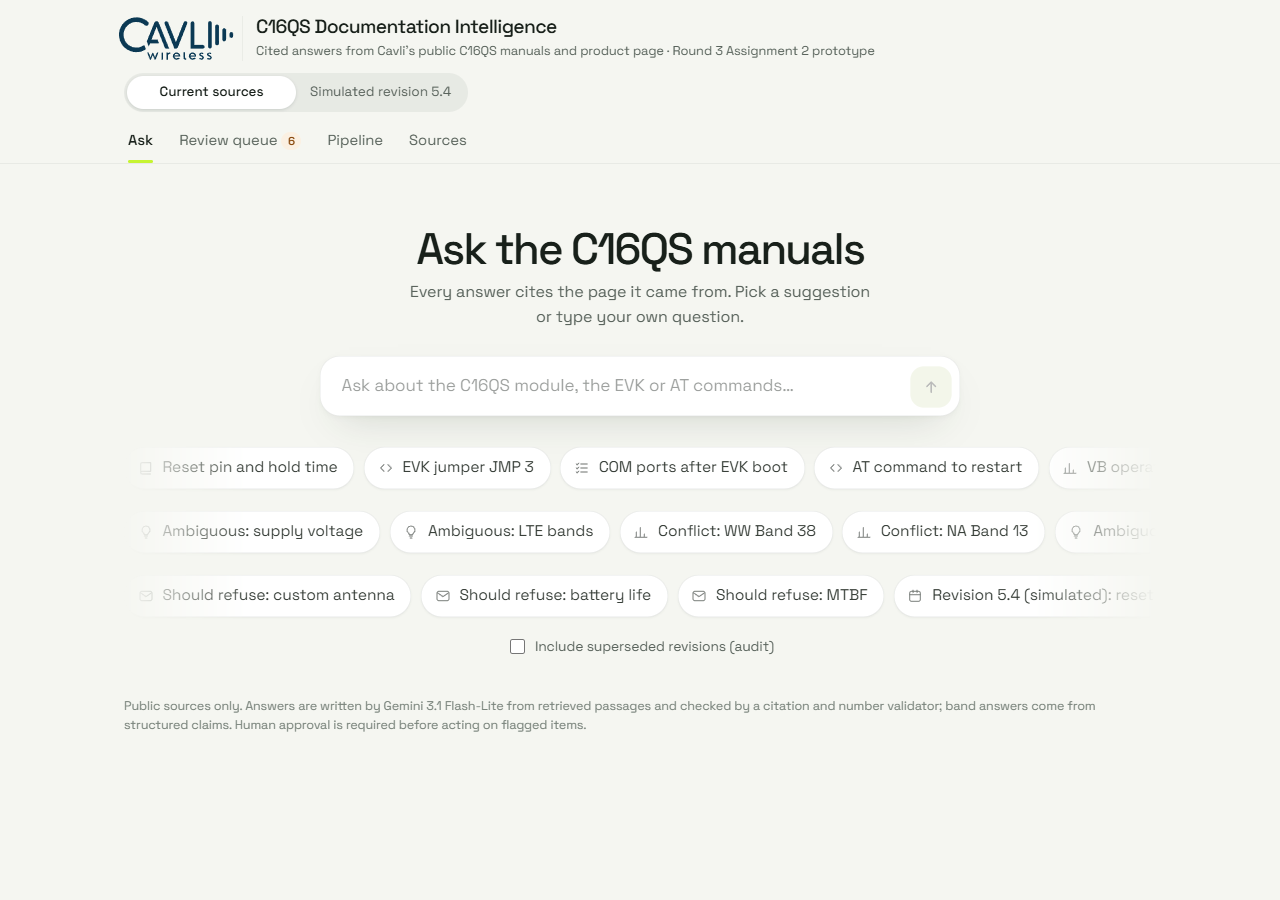 CAVLI
wireless
C16QS Documentation Intelligence
Cited answers from Cavli's public C16QS manuals and product page · Round 3 Assignment 2 prototype
Current sources
Simulated revision 5.4
Ask
Review queue 6
Pipeline
Sources
Ask the C16QS manuals
Every answer cites the page it came from. Pick a suggestion
or type your own question.
Ask about the C16QS module, the EVK or AT commands...
Reset pin and hold time
EVK jumper JMP 3
COM ports after EVK boot
AT command to restart
VB opera
Ambiguous: supply voltage
Ambiguous: LTE bands
Conflict: WW Band 38
Conflict: NA Band 13
Ambiguo
Should refuse: custom antenna
Should refuse: battery life
Should refuse: MTBF
Revision 5.4 (simulated): reset
Include superseded revisions (audit)
Public sources only. Answers are written by Gemini 3.1 Flash-Lite from retrieved passages and checked by a citation and number validator; band answers come from
structured claims. Human approval is required before acting on flagged items.